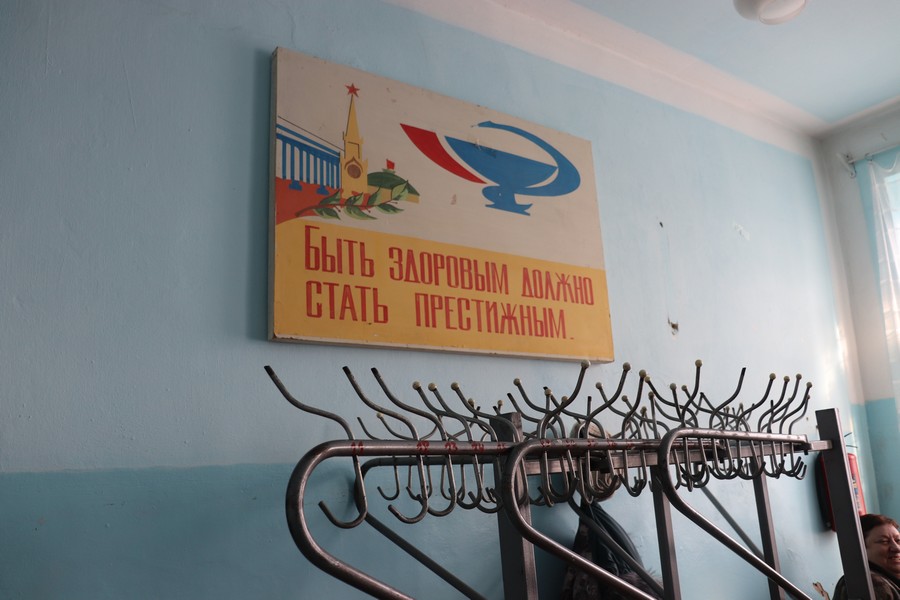 Быть здоровым должно
стать престижным